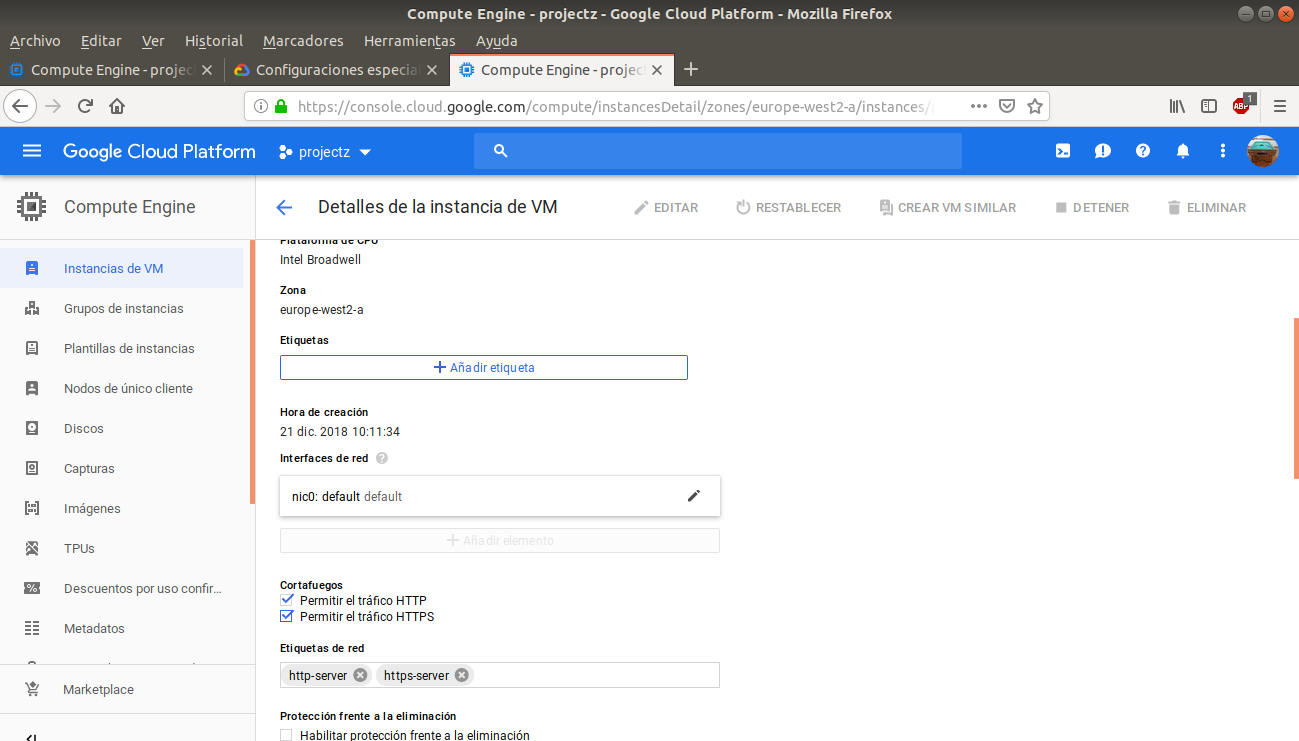 Compute Engine - projectz - Google Cloud Platform - Mozilla Firefox
Archivo Editar Ver Historial Marcadores Herramientas Ayuda
Compute Engine - projec Configuraciones especia Compute Engine - projec
https://console.cloud.google.com/compute/instancesDetail/zones/europe-west2-a/instances/
ABP 1
Google Cloud Platform projectz
Compute Engine
Detalles de la instancia de VM EDITAR RESTABLECER CREAR VM SIMILAR DETENER ELIMINAR
Instancias de VM
Grupos de instancias
Plantillas de instancias
Nodos de único cliente
Discos
Capturas
Imágenes
TPUs
Descuentos por uso confir...
Metadatos
Marketplace
Plataforma de CPU
Intel Broadwell
Zona
europe-west2-a
Etiquetas
Añadir etiqueta
Hora de creación
21 dic. 2018 10:11:34
Interfaces de red
nic0: default default
Añadir elemento
Cortafuegos
Permitir el tráfico HTTP
Permitir el tráfico HTTPS
Etiquetas de red
http-server https-server
Protección frente a la eliminación
Habilitar protección frente a la eliminación